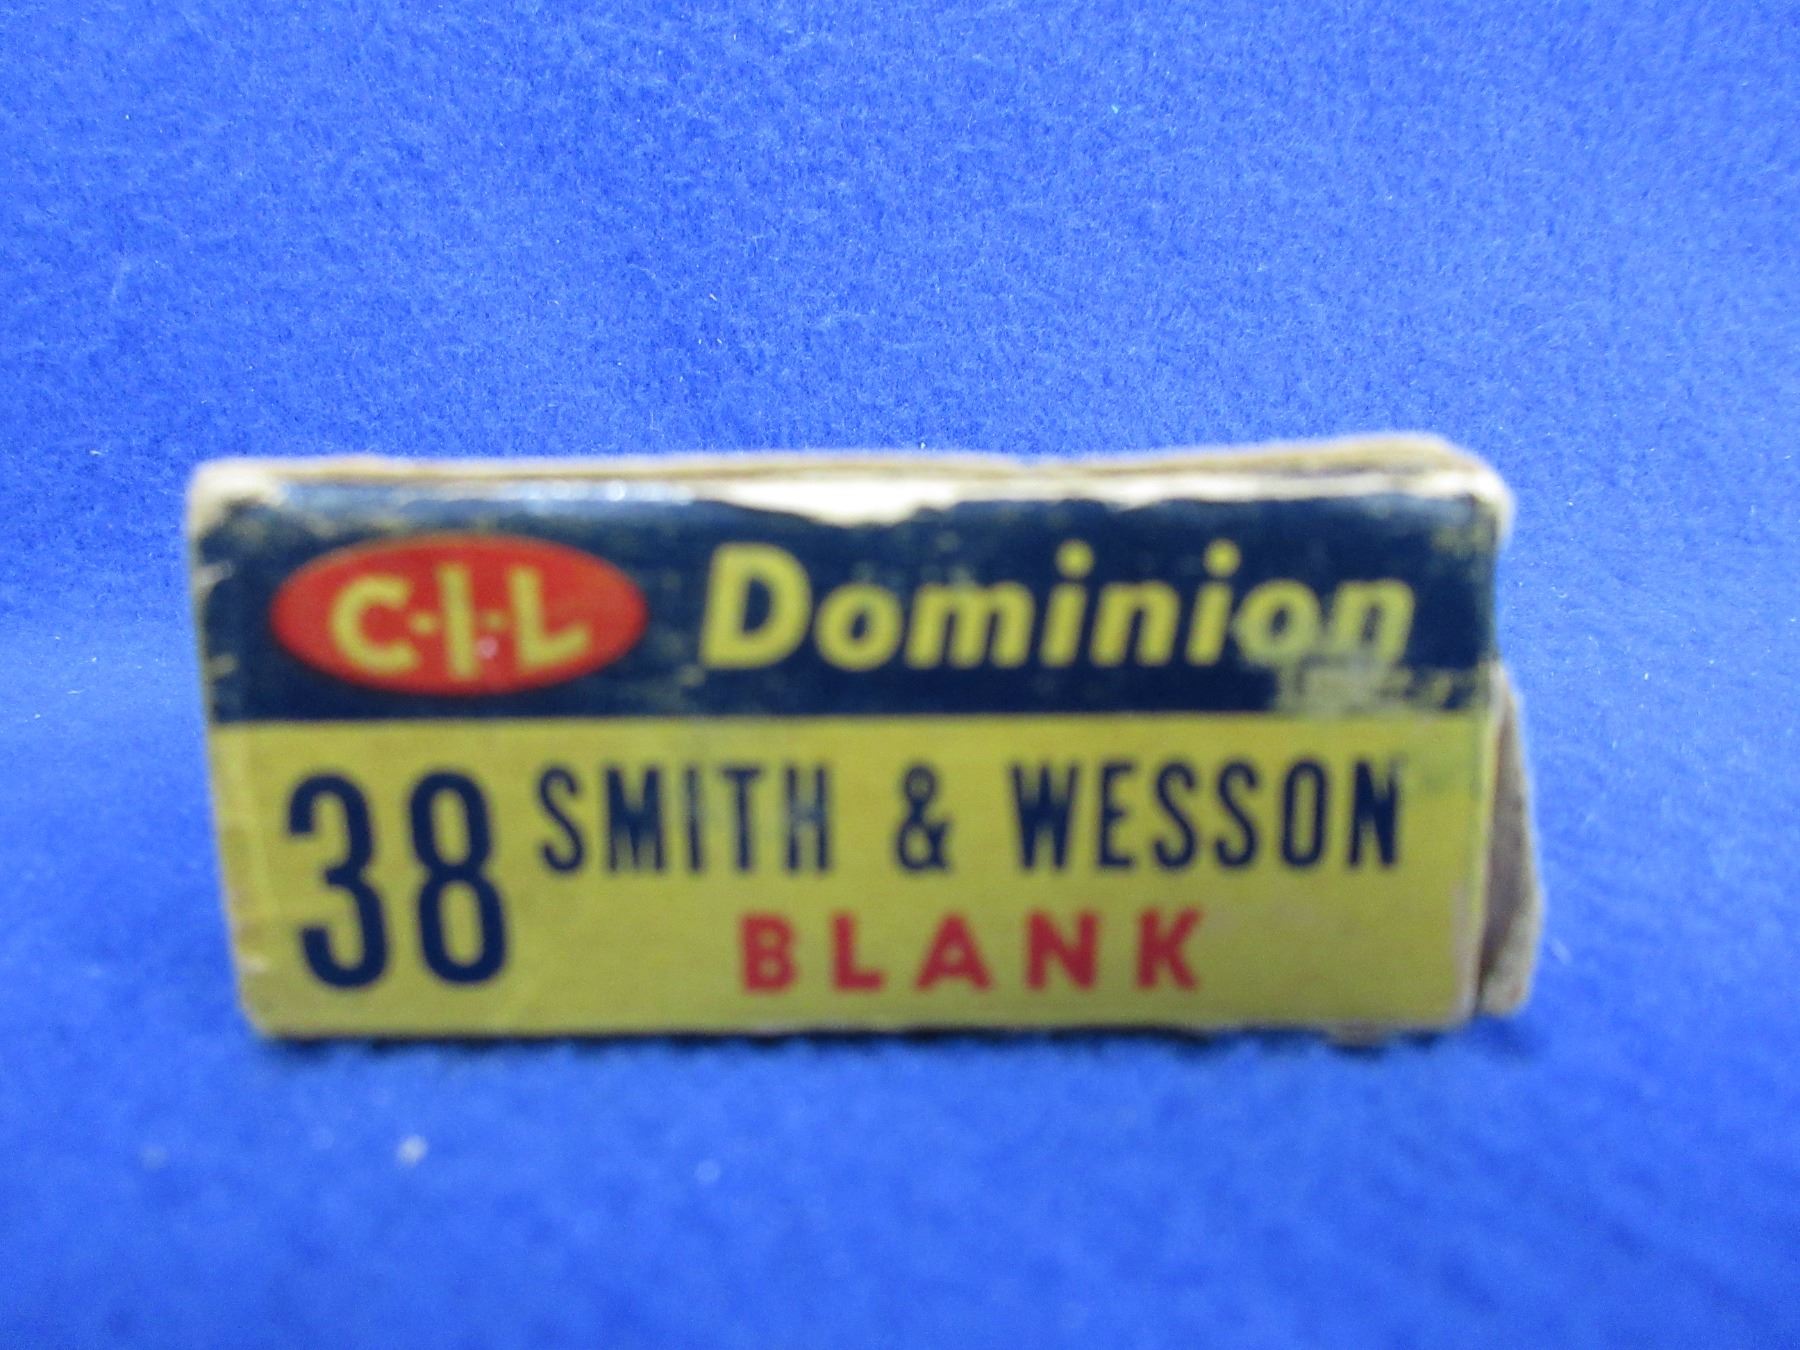 C-I-L Dominion
38 SMITH & WESSON
BLANK